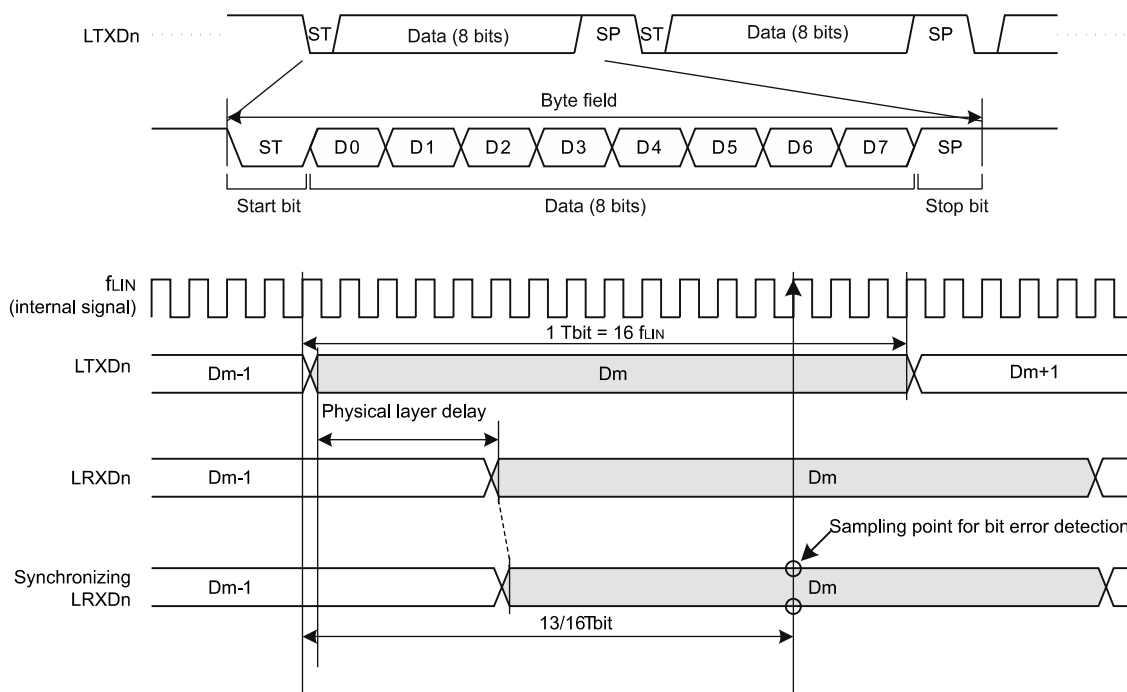 LTXDn ST Data (8 bits) SP ST Data (8 bits) SP
Byte field
ST D0 D1 D2 D3 D4 D5 D6 D7 SP
Start bit Data (8 bits) Stop bit
fLIN
(internal signal)
1 Tbit = 16 fLIN
LTXDn Dm-1 Dm Dm+1
Physical layer delay
LRXDn Dm-1 Dm
Sampling point for bit error detection
Synchronizing
LRXDn Dm-1 Dm
13/16Tbit